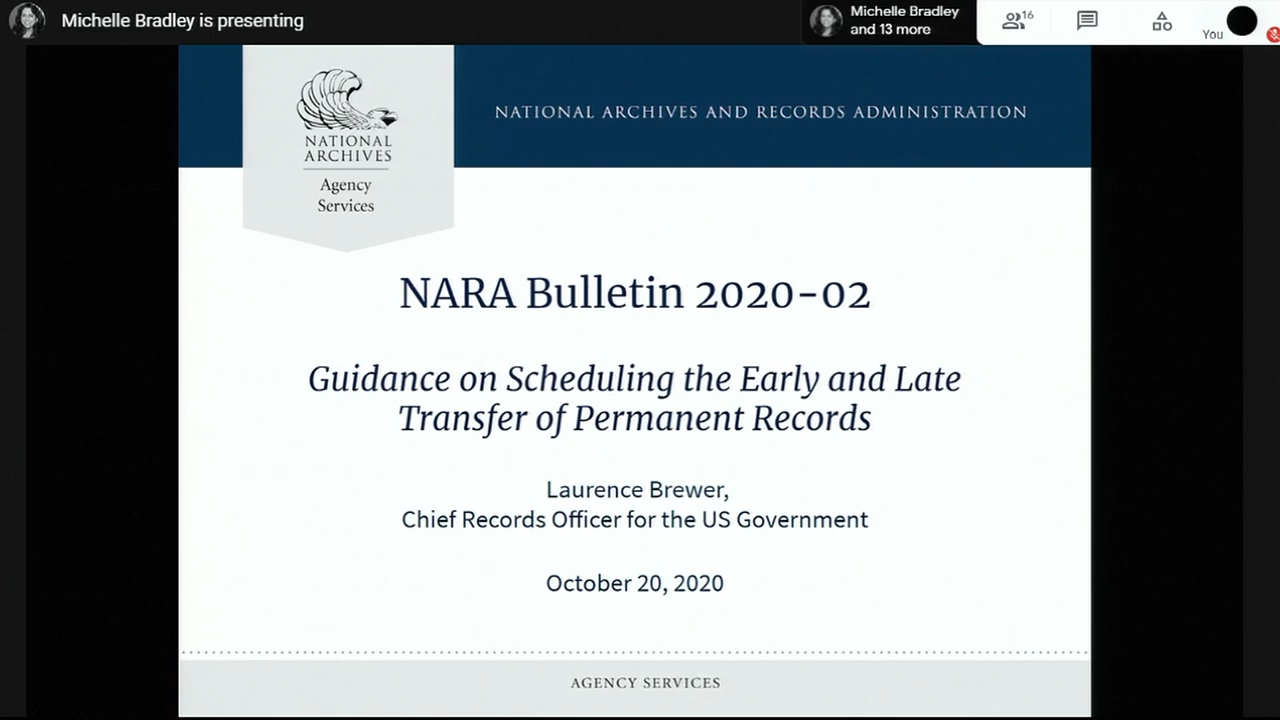 Michelle Bradley is presenting
Michelle Bradley
and 13 more
16
You
NATIONAL
ARCHIVES
Agency
Services
NATIONAL ARCHIVES AND RECORDS ADMINISTRATION
NARA Bulletin 2020-02
Guidance on Scheduling the Early and Late
Transfer of Permanent Records
Laurence Brewer,
Chief Records Officer for the US Government
October 20, 2020
AGENCY SERVICES